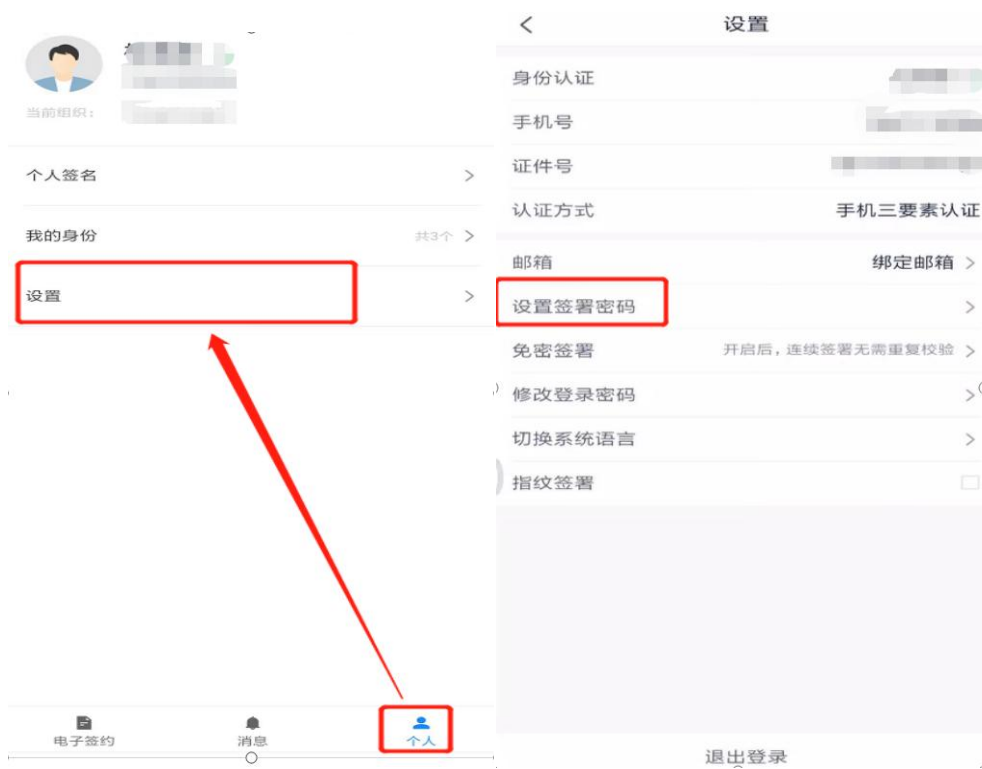 当前组织：
个人签名
我的身份 共3个
设置
电子签约 消息 个人
设置
身份认证
手机号
证件号
认证方式 手机三要素认证
邮箱 绑定邮箱
设置签署密码
免密签署 开启后，连续签署无需重复校验
修改登录密码
切换系统语言
指纹签署
退出登录